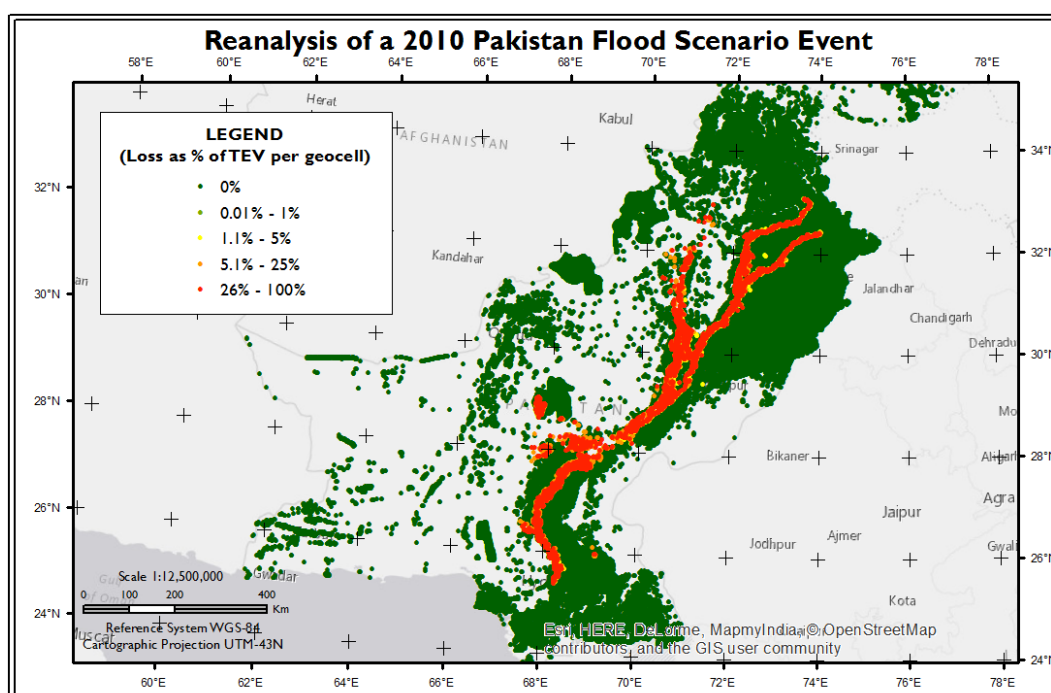 Reanalysis of a 2010 Pakistan Flood Scenario Event
58°E 60°E 62°E 64°E 66°E 68°E 70°E 72°E 74°E 76°E 78°E
Herat
Kabul
AFGHANISTAN
LEGEND
(Loss as % of TEV per geocell)
0%
0.01% - 1%
1.1% - 5%
5.1% - 25%
26% - 100%
Srinagar
34°N
32°N
32°N
Kandahar
30°N
Jalandhar
Chandigarh
Dehradu
30°N
28°N
28°N
Bikaner
Aligarh
Agra
26°N
Jaipur
Ajmer
Jodhpur
Gwali
26°N
Gwadar
Scale 1:12,500,000
0 100 200 400
Km
Kota
24°N
Muscat
Reference System WGS-84
Cartographic Projection UTM-43N
Esri, HERE, DeLorme, MapmyIndia, © OpenStreetMap
contributors, and the GIS user community
24°N
60°E 62°E 64°E 66°E 68°E 70°E 72°E 74°E 76°E 78°E